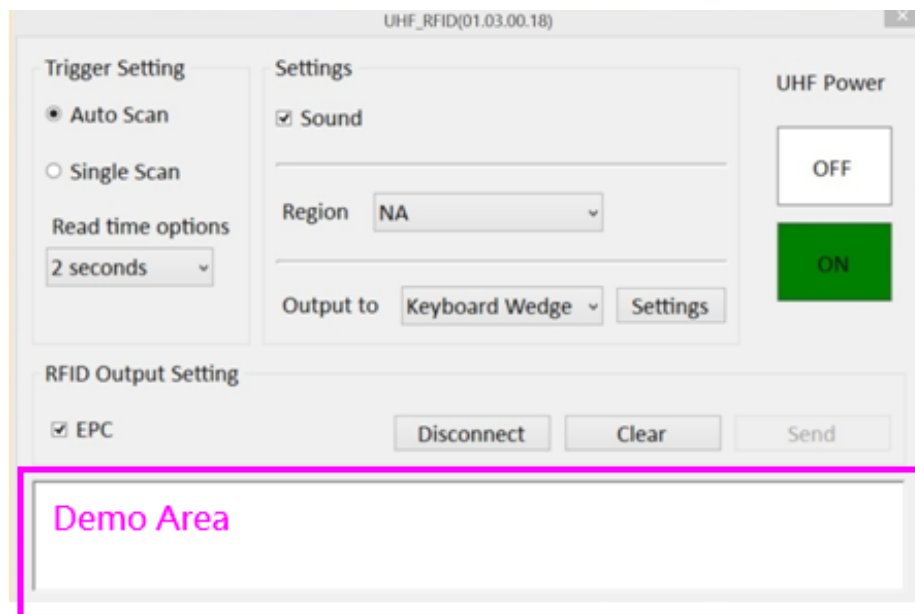 UHF_RFID(01.03.00.18)
Trigger Setting
Auto Scan
Single Scan
Read time options
2 seconds
Settings
Sound
Region NA
Output to Keyboard Wedge Settings
UHF Power
OFF
ON
RFID Output Setting
EPC Disconnect Clear Send
Demo Area